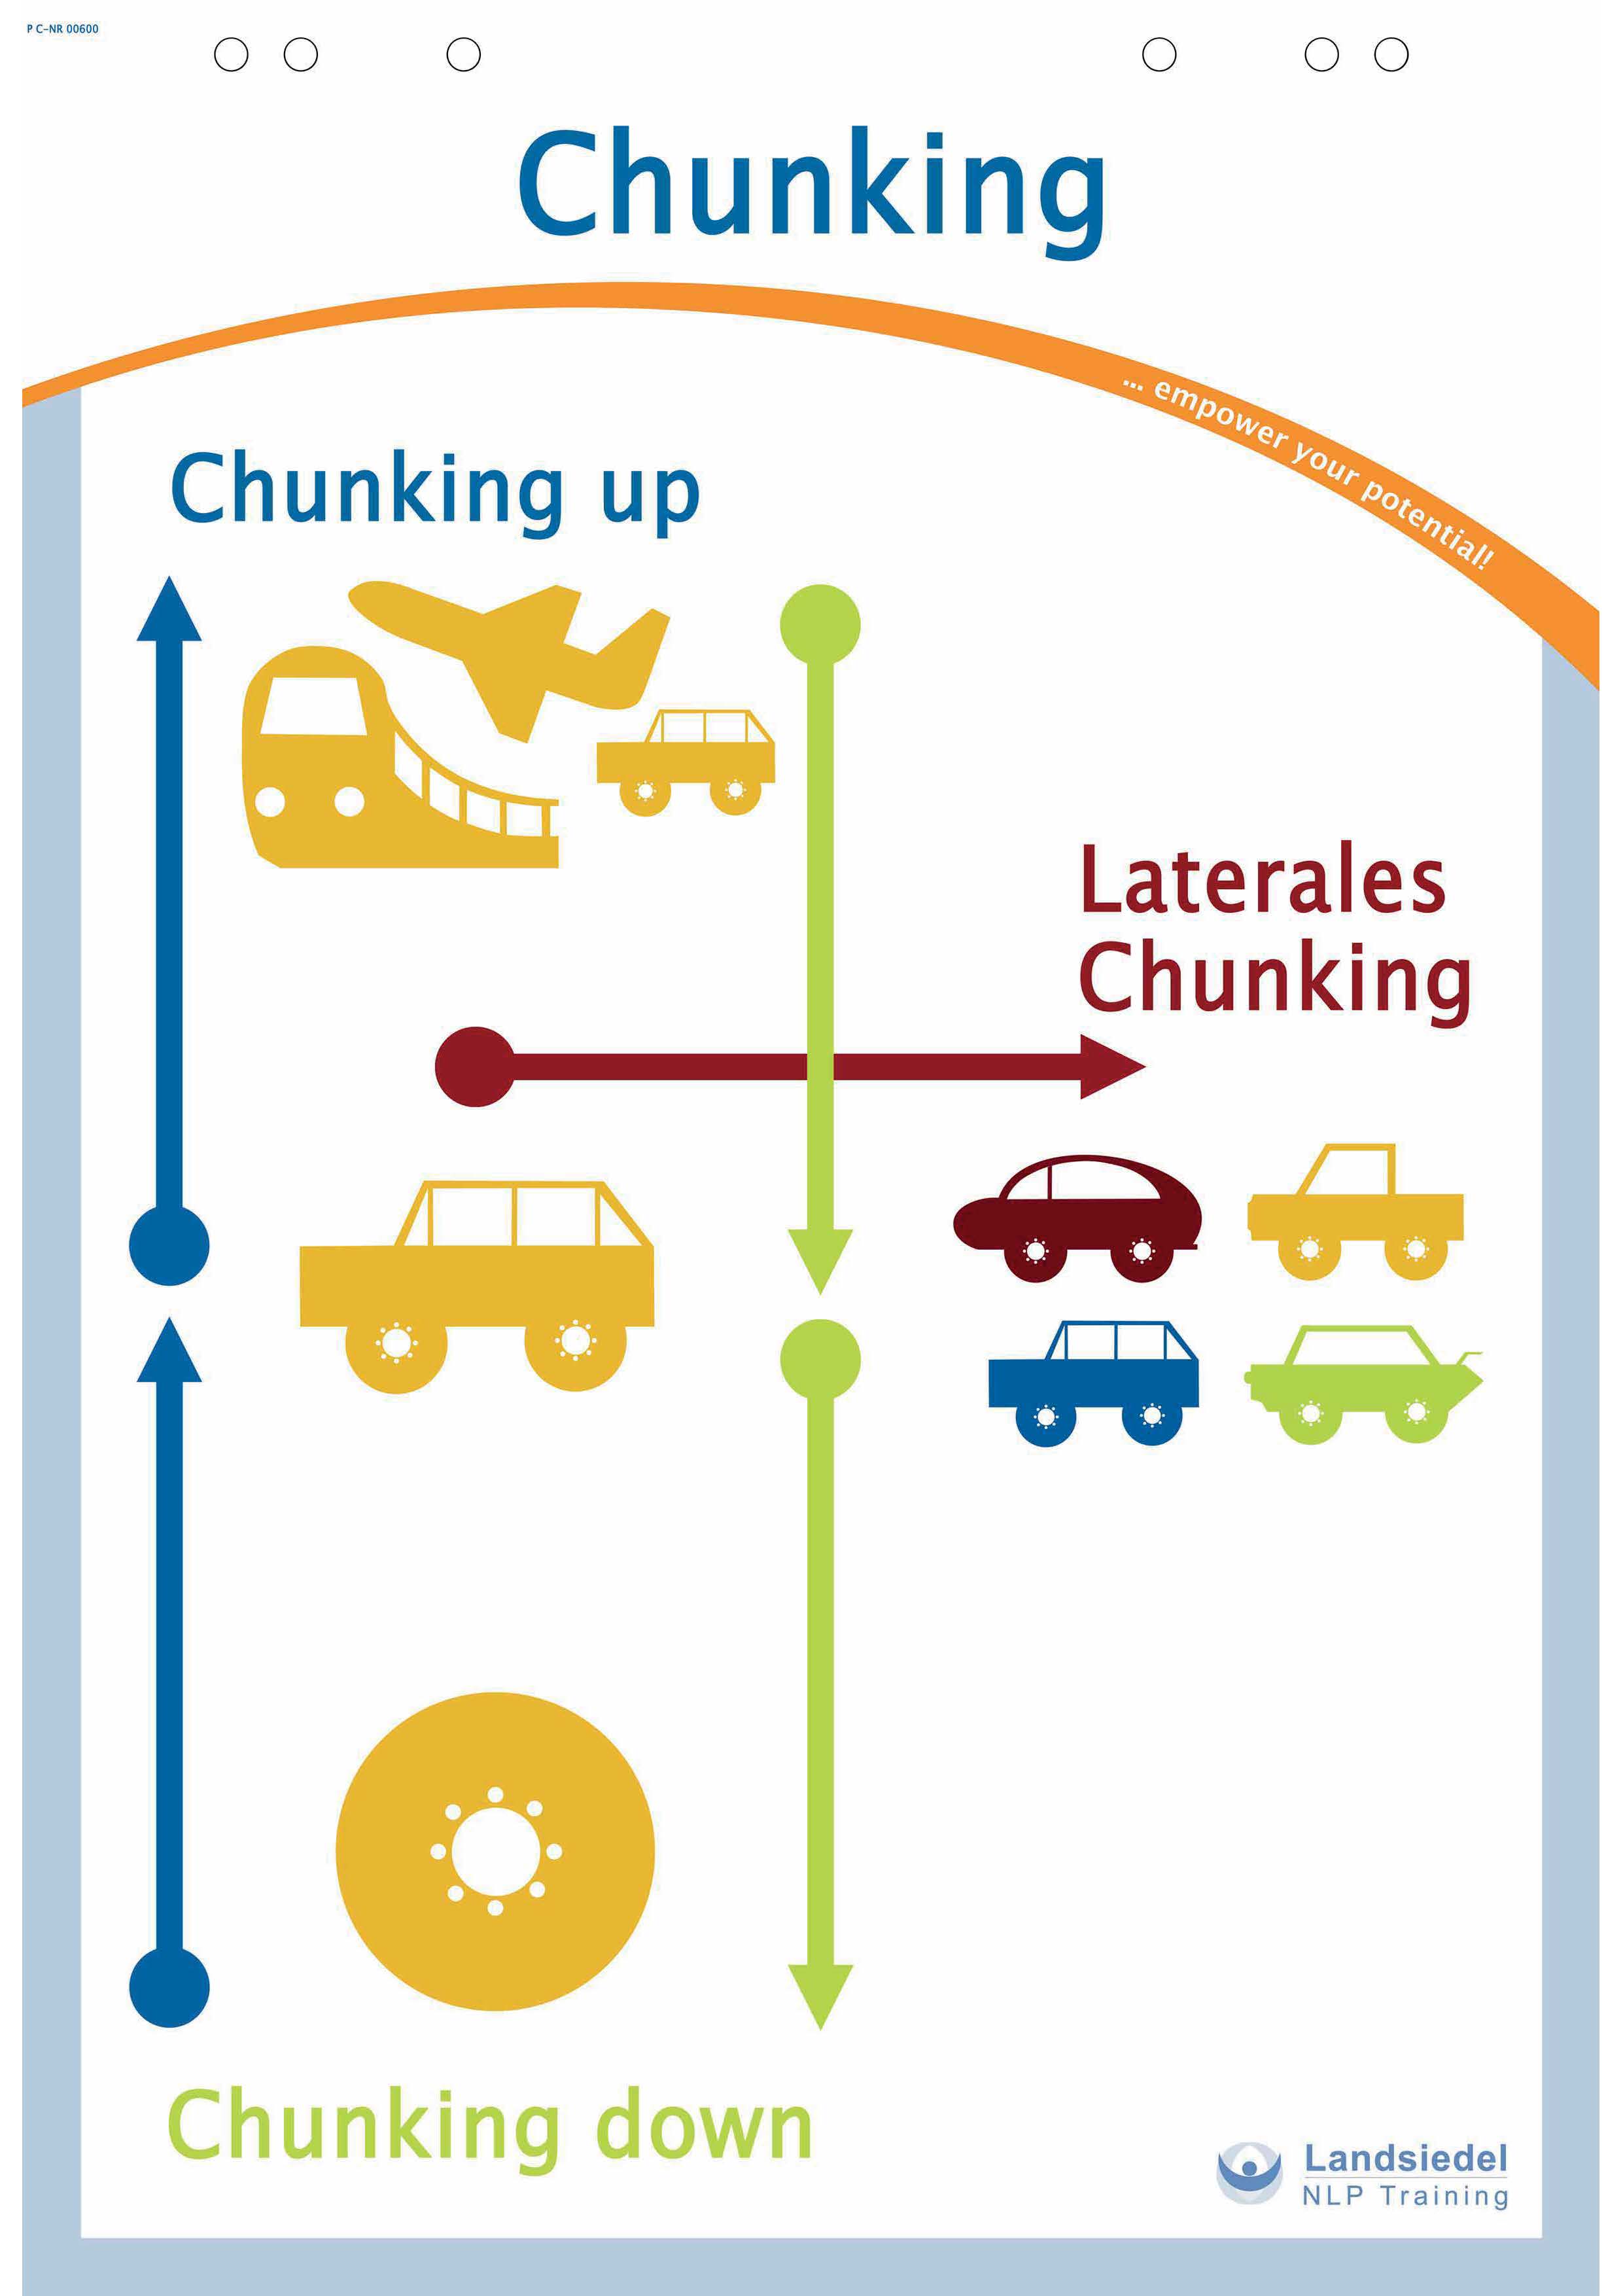 P C-NR 00600
Chunking
... empower your potential!
Chunking up
Laterales
Chunking
Chunking down
Landsiedel
NLP Training